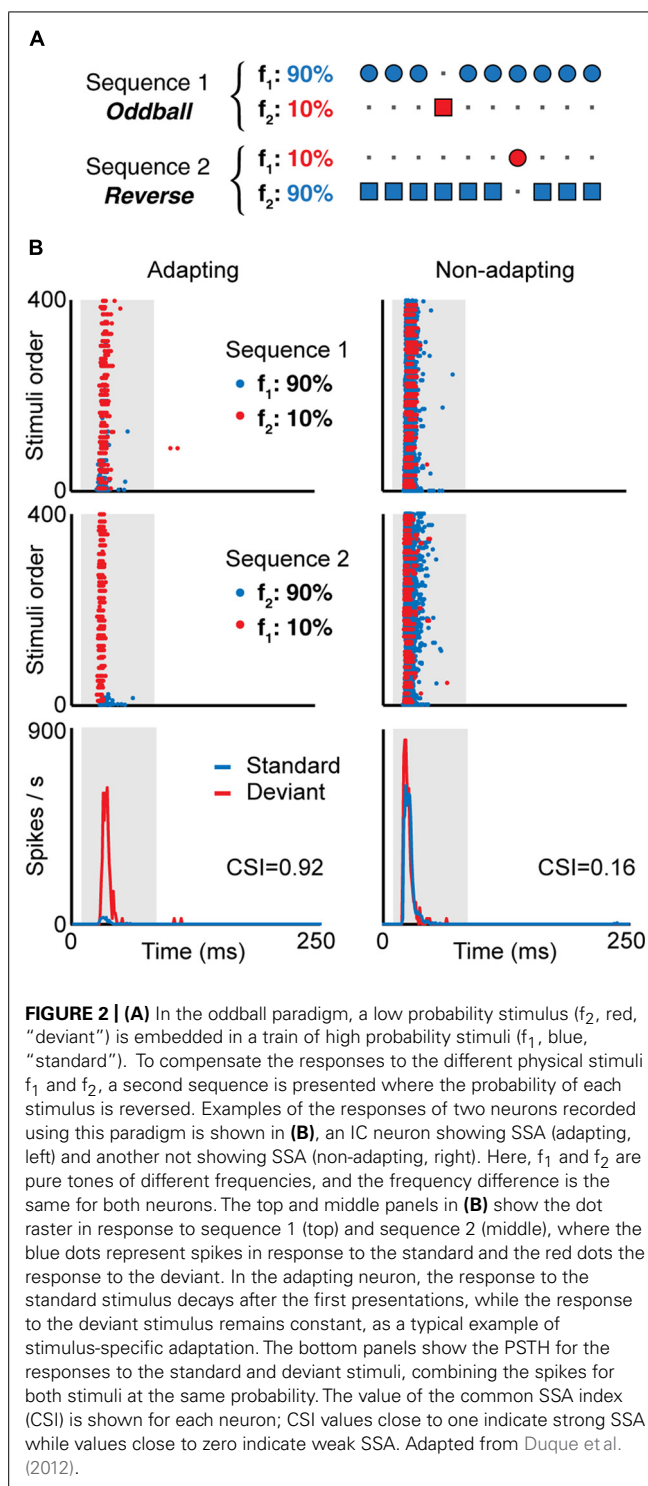 A
Sequence 1
Oddball
f1: 90%
f2: 10%
Sequence 2
Reverse
f1: 10%
f2: 90%
B
Adapting
Non-adapting
400
Stimuli order
0
Sequence 1
f1: 90%
f2: 10%
400
Stimuli order
0
Sequence 2
f2: 90%
f1: 10%
900
Spikes / s
0
Standard
Deviant
CSI=0.92
CSI=0.16
0
250
Time (ms)
0
250
Time (ms)
FIGURE 2 | (A) In the oddball paradigm, a low probability stimulus (f2, red,
“deviant”) is embedded in a train of high probability stimuli (f1, blue,
“standard”). To compensate the responses to the different physical stimuli
f1 and f2, a second sequence is presented where the probability of each
stimulus is reversed. Examples of the responses of two neurons recorded
using this paradigm is shown in (B), an IC neuron showing SSA (adapting,
left) and another not showing SSA (non-adapting, right). Here, f1 and f2 are
pure tones of different frequencies, and the frequency difference is the
same for both neurons. The top and middle panels in (B) show the dot
raster in response to sequence 1 (top) and sequence 2 (middle), where the
blue dots represent spikes in response to the standard and the red dots the
response to the deviant. In the adapting neuron, the response to the
standard stimulus decays after the first presentations, while the response
to the deviant stimulus remains constant, as a typical example of
stimulus-specific adaptation. The bottom panels show the PSTH for the
responses to the standard and deviant stimuli, combining the spikes for
both stimuli at the same probability. The value of the common SSA index
(CSI) is shown for each neuron; CSI values close to one indicate strong SSA
while values close to zero indicate weak SSA. Adapted from Duque et al.
(2012).